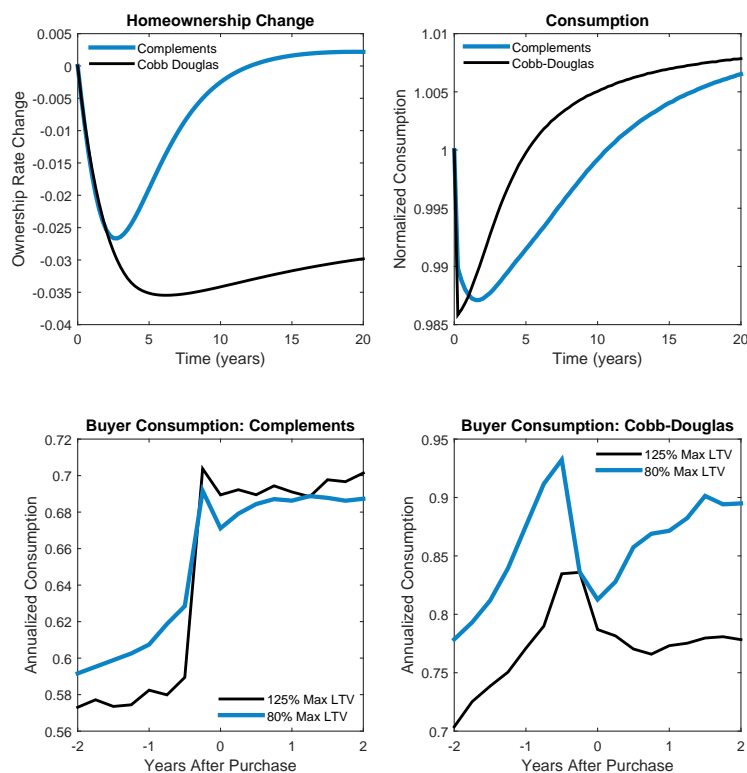 Homeownership Change
0.005
0
-0.005
-0.01
-0.015
-0.02
-0.025
-0.03
-0.035
-0.04
Ownership Rate Change
Complements
Cobb Douglas
0 5 10 15 20
Time (years)
Consumption
1.01
1.005
1
0.995
0.99
0.985
Normalized Consumption
Complements
Cobb-Douglas
0 5 10 15 20
Time (years)
Buyer Consumption: Complements
0.72
0.7
0.68
0.66
0.64
0.62
0.6
0.58
0.56
Annualized Consumption
125% Max LTV
80% Max LTV
-2 -1 0 1 2
Years After Purchase
Buyer Consumption: Cobb-Douglas
0.95
0.9
0.85
0.8
0.75
0.7
Annualized Consumption
125% Max LTV
80% Max LTV
-2 -1 0 1 2
Years After Purchase